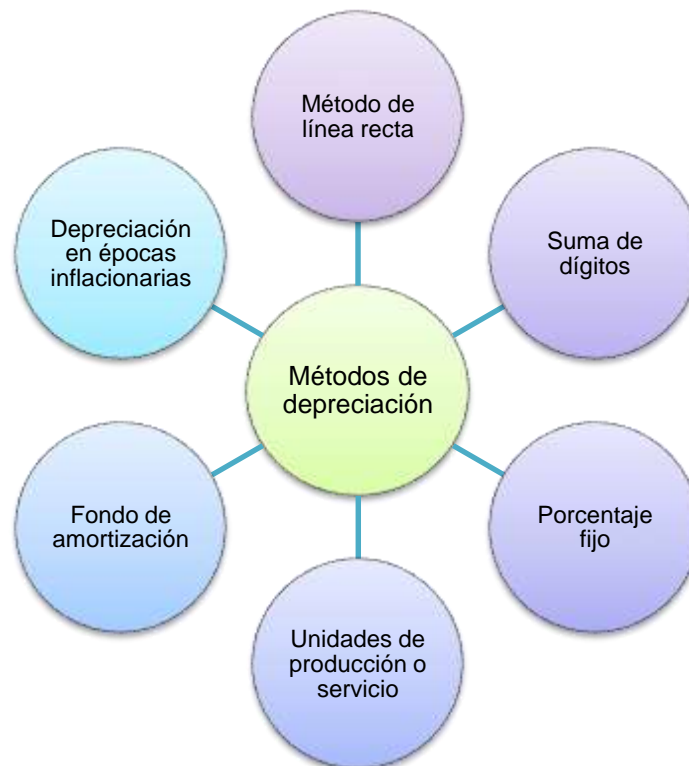 Método de
línea recta
Suma de
dígitos
Porcentaje
fijo
Unidades de
producción o
servicio
Fondo de
amortización
Depreciación
en épocas
inflacionarias
Métodos de
depreciación